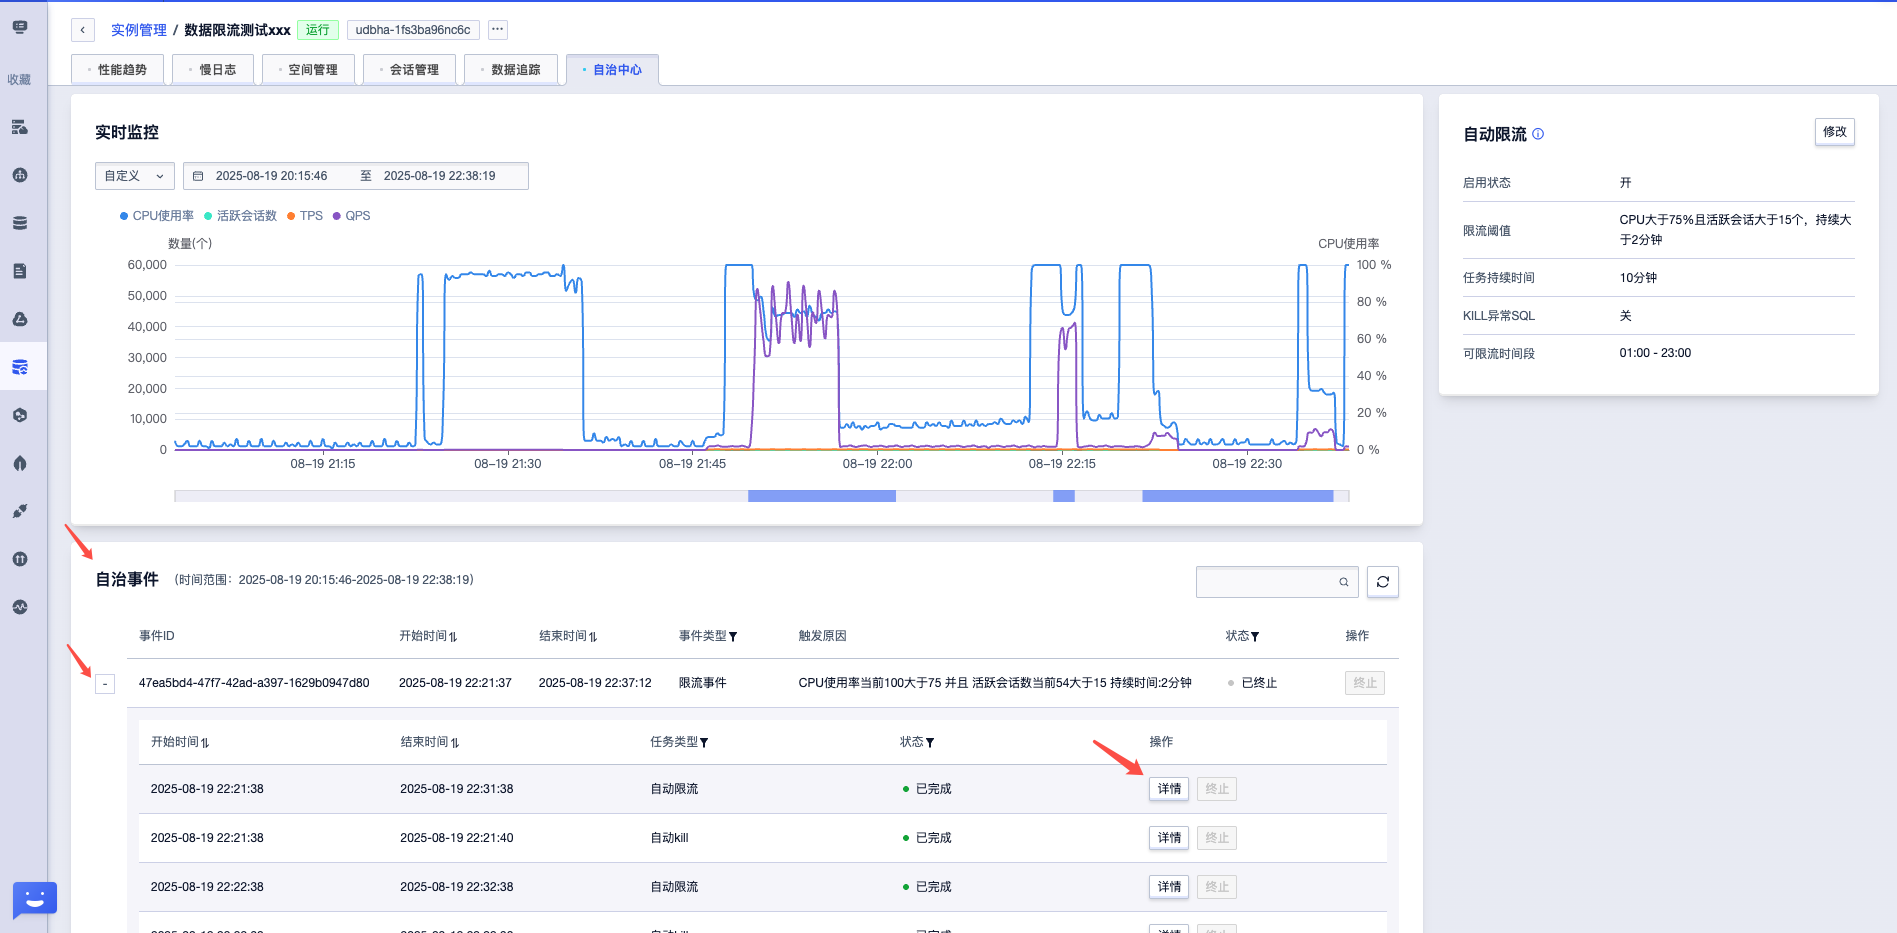 实例管理 / 数据限流测试xxx 运行 udbha-1fs3ba96nc6c ...
收藏
性能趋势 慢日志 空间管理 会话管理 数据追踪 自治中心
实时监控
自定义 2025-08-19 20:15:46 至 2025-08-19 22:38:19
CPU使用率 活跃会话数 TPS QPS
数量(个) CPU使用率
60,000 100 %
50,000 80 %
40,000 60 %
30,000 40 %
20,000 20 %
10,000
0 0 %
08-19 21:15 08-19 21:30 08-19 21:45 08-19 22:00 08-19 22:15 08-19 22:30
自动限流 修改
启用状态 开
限流阈值 CPU大于75%且活跃会话大于15个，持续大
于2分钟
任务持续时间 10分钟
KILL异常SQL 关
可限流时间段 01:00 - 23:00
自治事件 (时间范围：2025-08-19 20:15:46-2025-08-19 22:38:19)
事件ID 开始时间 结束时间 事件类型 触发原因 状态 操作
- 47ea5bd4-47f7-42ad-a397-1629b0947d80 2025-08-19 22:21:37 2025-08-19 22:37:12 限流事件 CPU使用率当前100大于75 并且 活跃会话数当前54大于15 持续时间:2分钟 已终止 终止
开始时间 结束时间 任务类型 状态 操作
2025-08-19 22:21:38 2025-08-19 22:31:38 自动限流 已完成 详情 终止
2025-08-19 22:21:38 2025-08-19 22:21:40 自动kill 已完成 详情 终止
2025-08-19 22:22:38 2025-08-19 22:32:38 自动限流 已完成 详情 终止